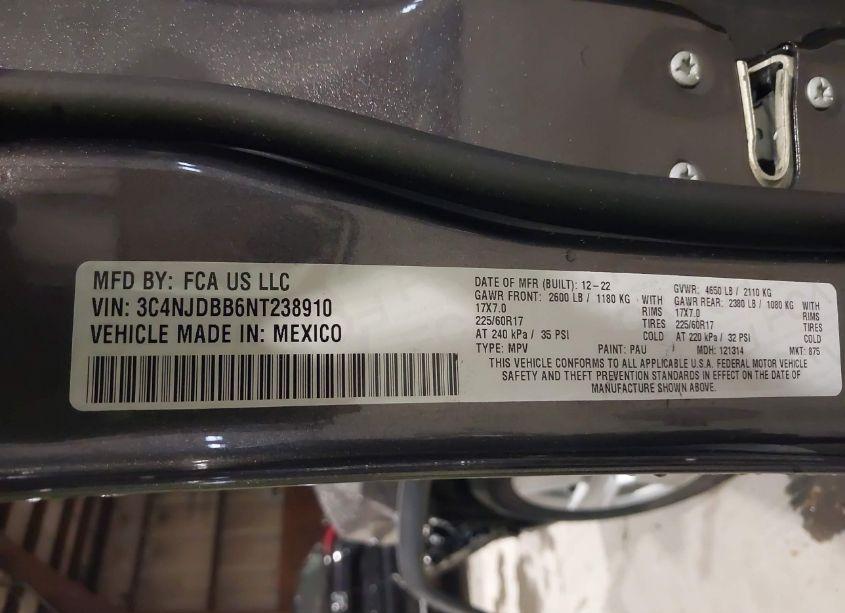 MFD BY: FCA US LLC
VIN: 3C4NJDBB6NT238910
VEHICLE MADE IN: MEXICO
DATE OF MFR (BUILT): 12-22 GVWR: 4650 LB / 2110 KG
GAWR FRONT: 2600 LB / 1180 KG WITH GAWR REAR: 2380 LB / 1080 KG WITH
17X7.0 RIMS 17X7.0 RIMS
225/60R17 TIRES 225/60R17 TIRES
AT 240 kPa / 35 PSI COLD AT 220 kPa / 32 PSI COLD
TYPE: MPV PAINT: PAU MDH: 121314 MKT: 875
THIS VEHICLE CONFORMS TO ALL APPLICABLE U.S.A. FEDERAL MOTOR VEHICLE
SAFETY AND THEFT PREVENTION STANDARDS IN EFFECT ON THE DATE OF
MANUFACTURE SHOWN ABOVE.